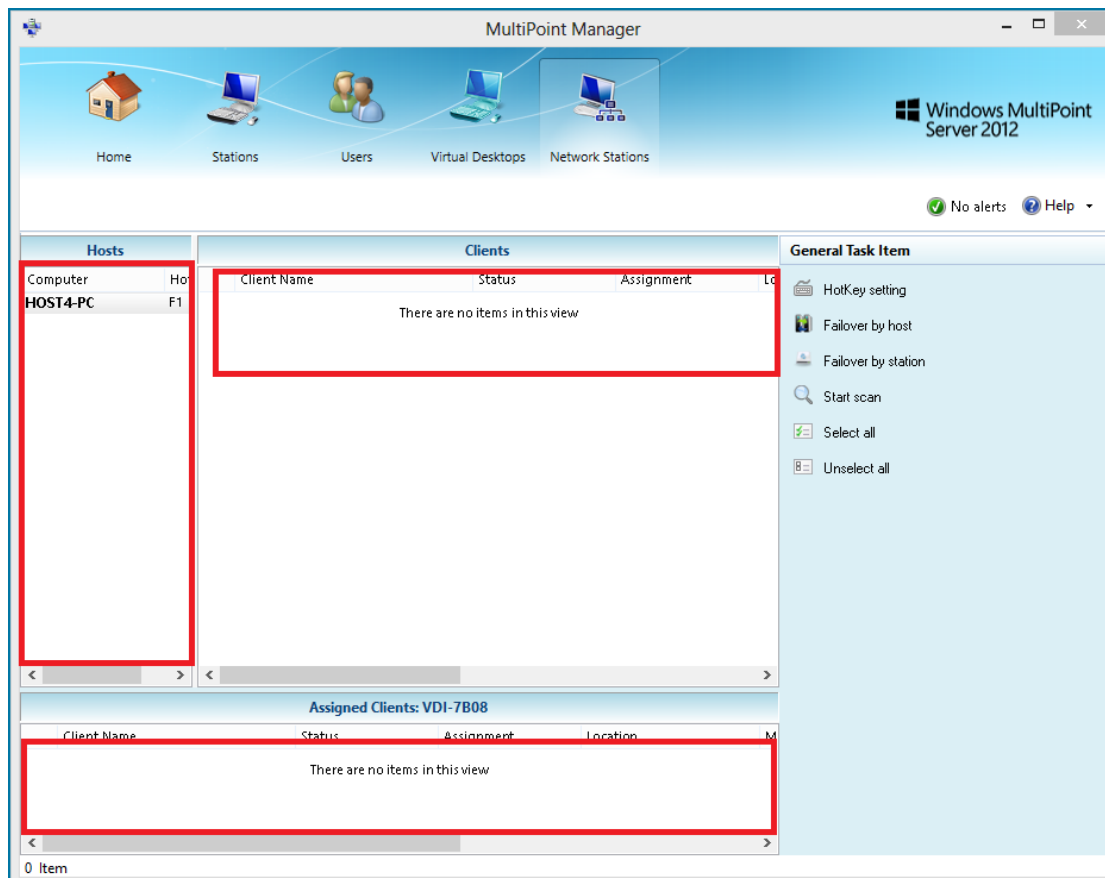 MultiPoint Manager
Home
Stations
Users
Virtual Desktops
Network Stations
Windows MultiPoint
Server 2012
No alerts
Help
Hosts
Computer Ho
HOST4-PC F1
Clients
Client Name Status Assignment Lo
There are no items in this view
General Task Item
HotKey setting
Failover by host
Failover by station
Start scan
Select all
Unselect all
Assigned Clients: VDI-7B08
Client Name Status Assignment Location M
There are no items in this view
0 Item